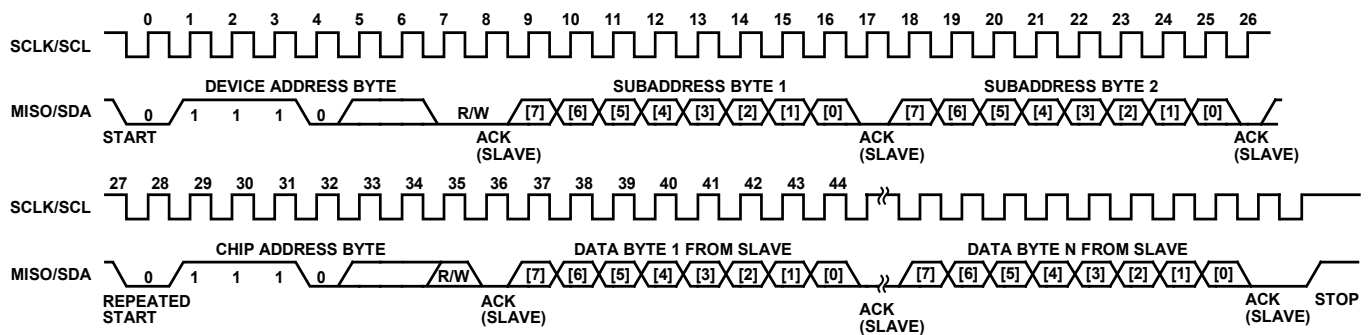 0 1 2 3 4 5 6 7 8 9 10 11 12 13 14 15 16 17 18 19 20 21 22 23 24 25 26
SCLK/SCL
DEVICE ADDRESS BYTE SUBADDRESS BYTE 1 SUBADDRESS BYTE 2
MISO/SDA 0 1 1 1 0 R/W [7] [6] [5] [4] [3] [2] [1] [0] [7] [6] [5] [4] [3] [2] [1] [0]
START ACK ACK ACK
(SLAVE) (SLAVE) (SLAVE)
27 28 29 30 31 32 33 34 35 36 37 38 39 40 41 42 43 44
SCLK/SCL
CHIP ADDRESS BYTE DATA BYTE 1 FROM SLAVE DATA BYTE N FROM SLAVE
MISO/SDA 0 1 1 1 0 R/W [7] [6] [5] [4] [3] [2] [1] [0] [7] [6] [5] [4] [3] [2] [1] [0]
REPEATED ACK ACK ACK STOP
START (SLAVE) (SLAVE) (SLAVE)